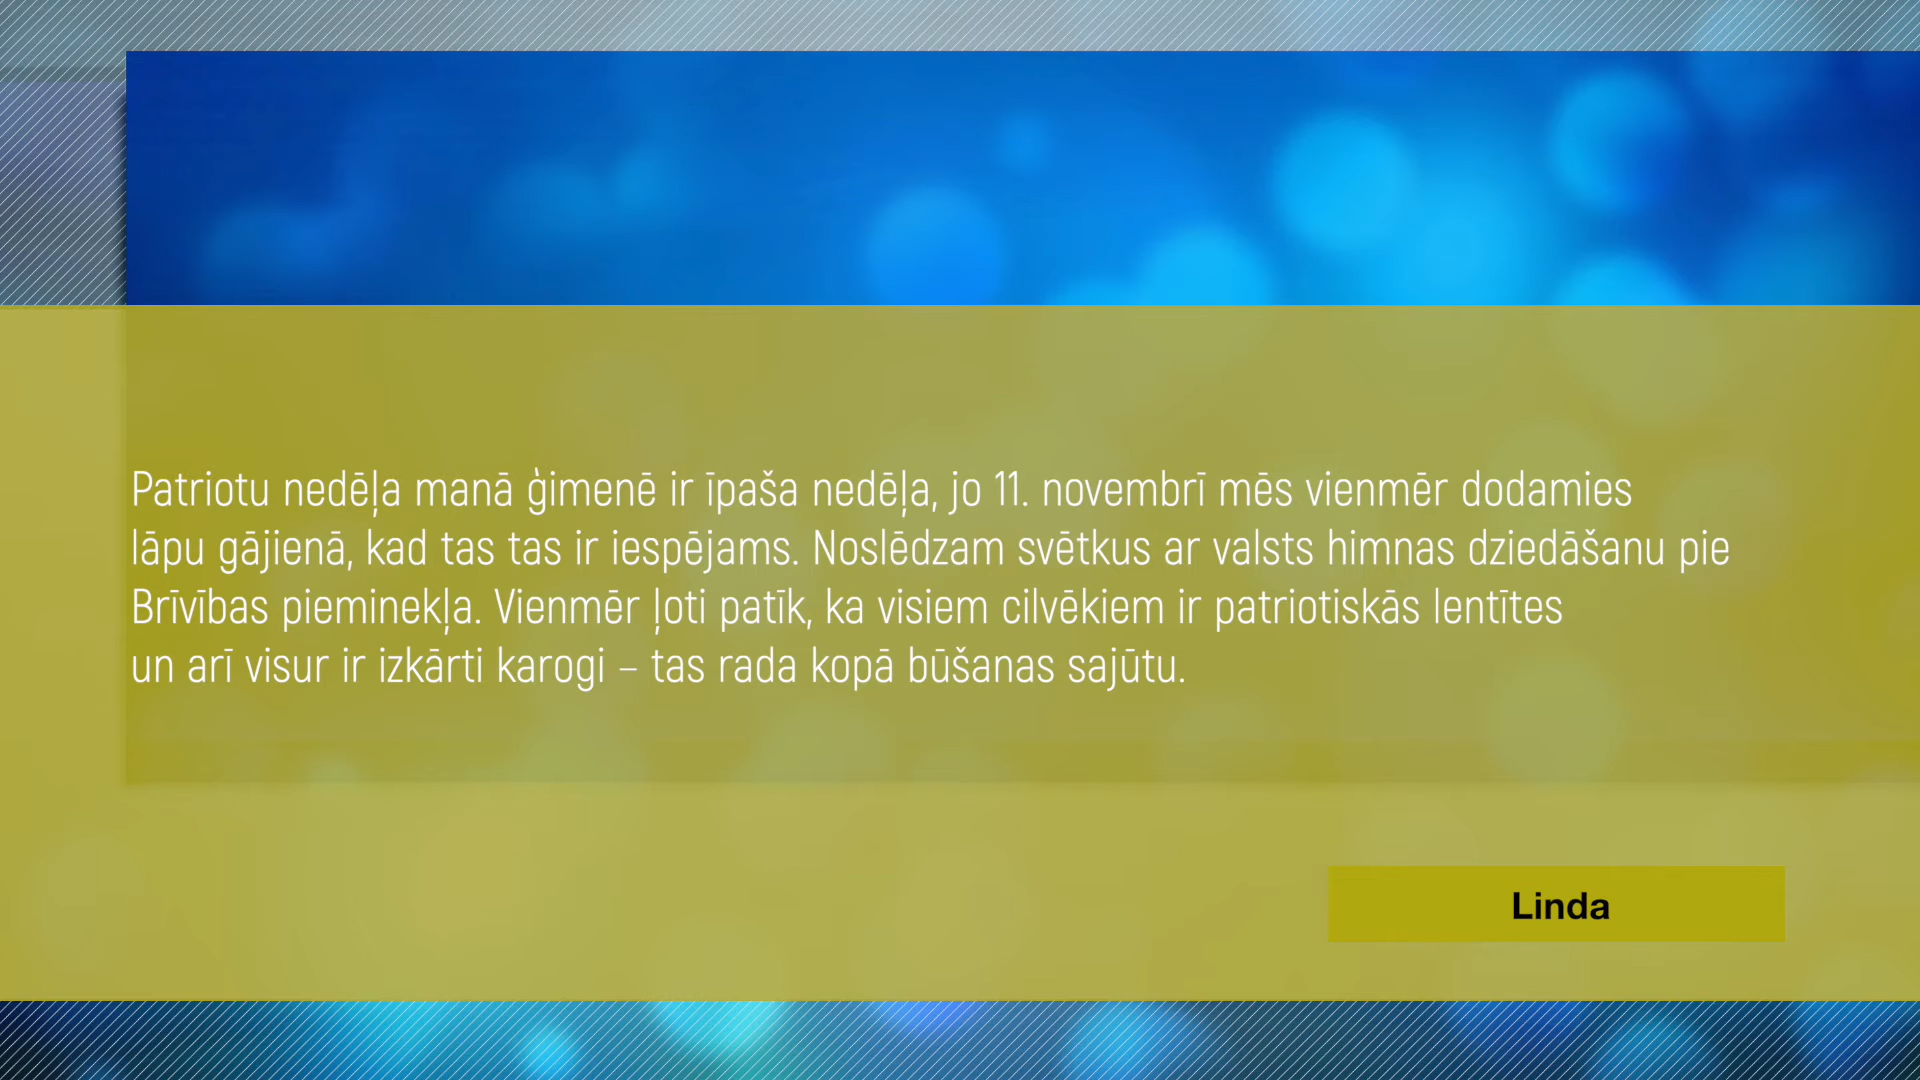 Patriotu nedēļa manā ģimenē ir īpaša nedēļa, jo 11. novembrī mēs vienmēr dodamies
lāpu gājienā, kad tas tas ir iespējams. Noslēdzam svētkus ar valsts himnas dziedāšanu pie
Brīvības pieminekļa. Vienmēr ļoti patīk, ka visiem cilvēkiem ir patriotiskās lentītes
un arī visur ir izkārti karogi – tas rada kopā būšanas sajūtu.
Linda